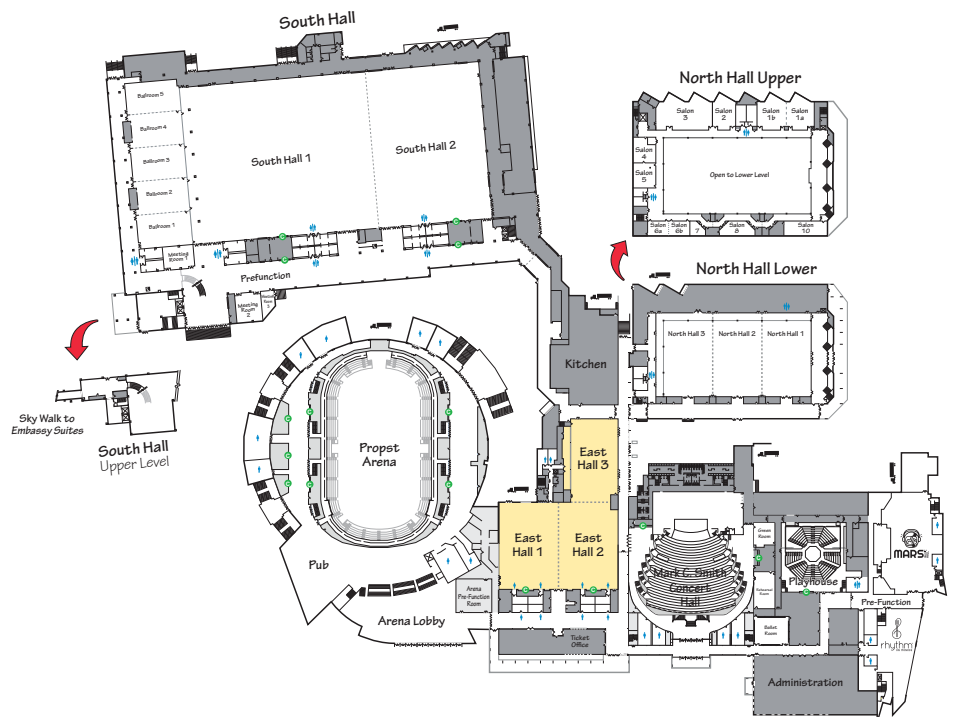 South Hall
Ballroom 5
Ballroom 4
Ballroom 3
Ballroom 2
Ballroom 1
South Hall 1
South Hall 2
Meeting
Room 1
Prefunction
Meeting
Room 2
Meeting
Room 3
North Hall Upper
Salon
3
Salon
2
Salon
1b
Salon
1a
Salon
4
Salon
5
Open to Lower Level
Salon
6a
Salon
6b
7
Salon
8
Salon
10
North Hall Lower
North Hall 3
North Hall 2
North Hall 1
Kitchen
Sky Walk to
Embassy Suites
South Hall
Upper Level
Propst
Arena
East
Hall 3
East
Hall 1
East
Hall 2
Pub
Arena
Pre-Function
Room
Arena Lobby
Ticket
Office
Mark C. Smith
Concert
Hall
Green
Room
Rehearsal
Room
Ballet
Room
Playhouse
MARS
Pre-Function
rhythm
Administration